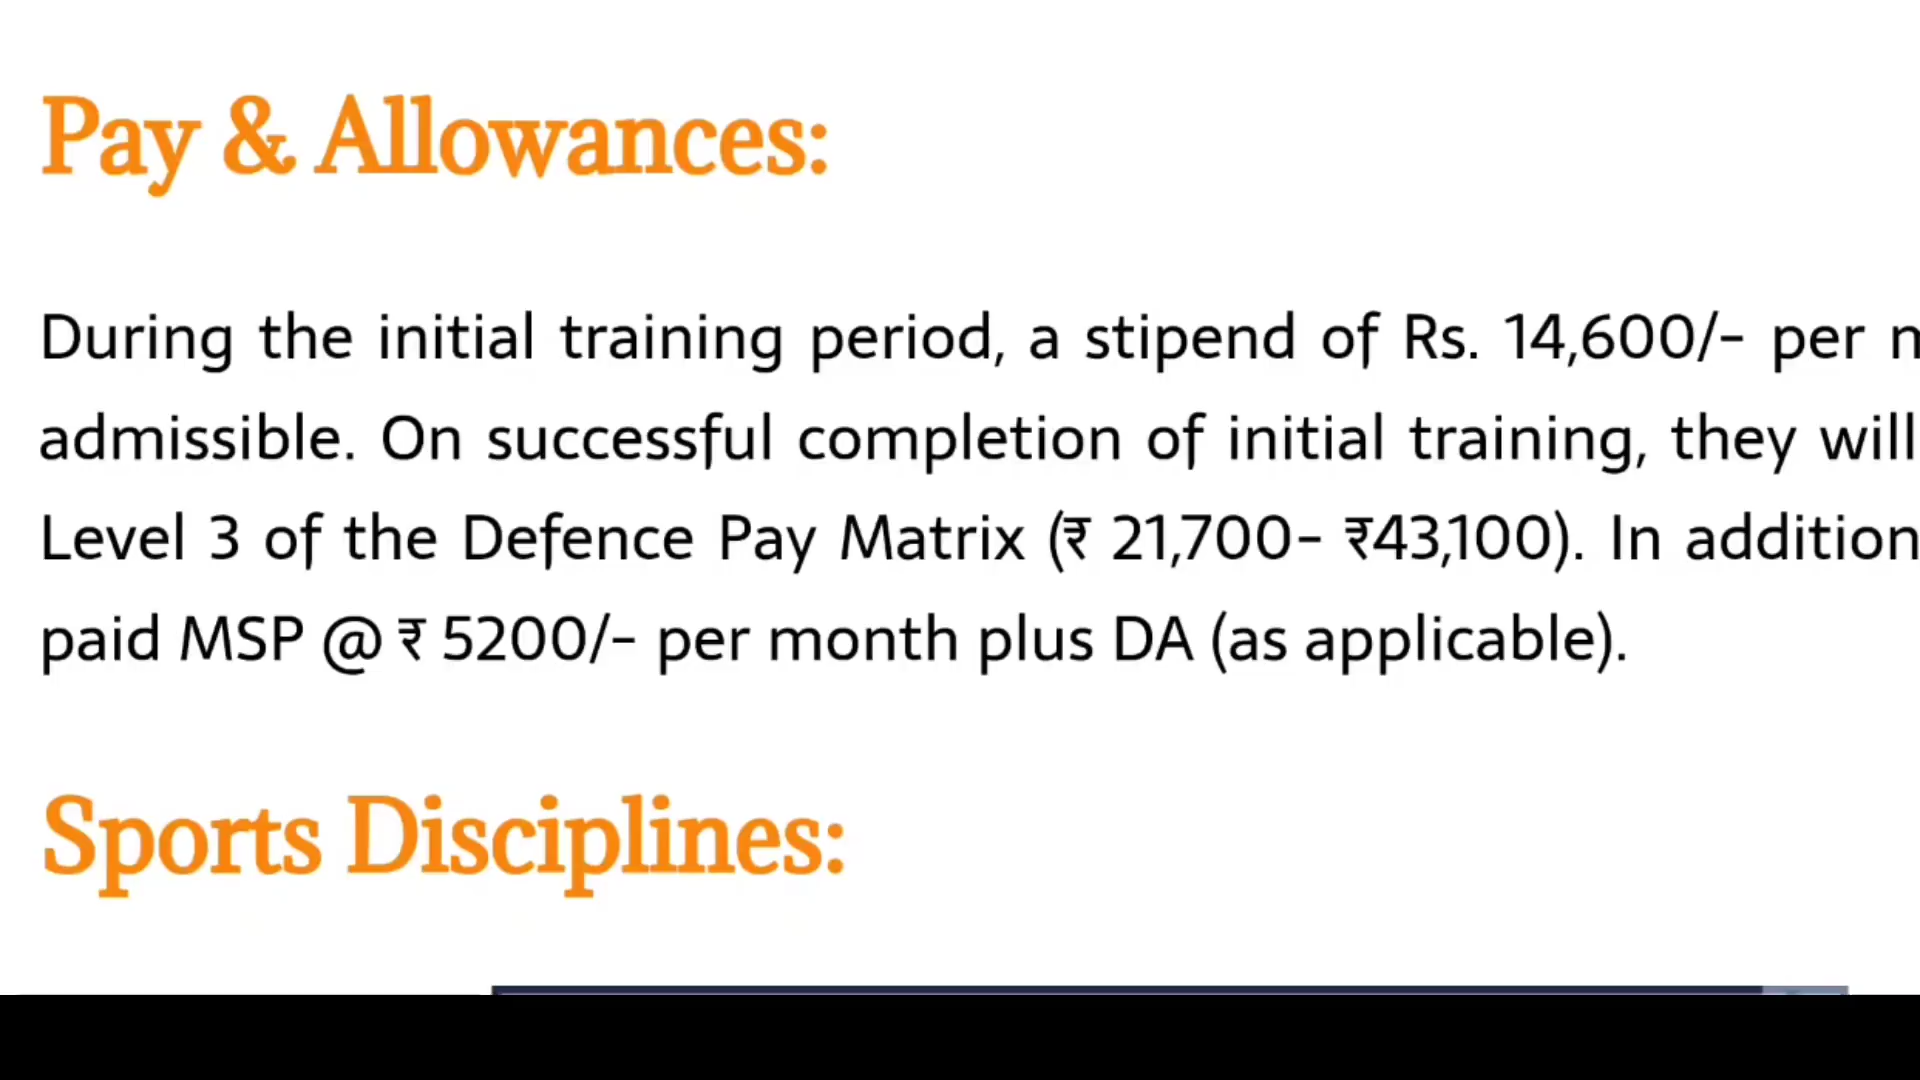 Pay & Allowances:
During the initial training period, a stipend of Rs. 14,600/- per
admissible. On successful completion of initial training, they will
Level 3 of the Defence Pay Matrix (₹ 21,700- ₹43,100). In addition
paid MSP @ ₹ 5200/- per month plus DA (as applicable).
Sports Disciplines: